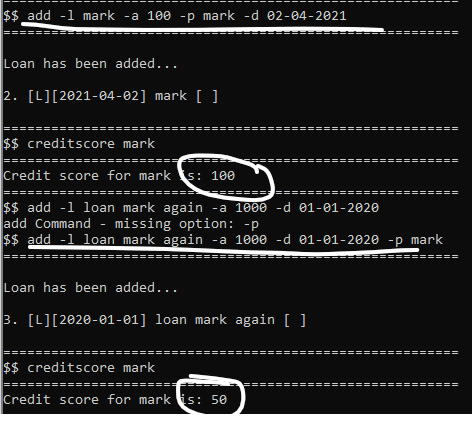 ==========================================================
$$ add -l mark -a 100 -p mark -d 02-04-2021
==========================================================
Loan has been added...
2. [L][2021-04-02] mark [ ]
==========================================================
$$ creditscore mark
==========================================================
Credit score for mark is: 100
==========================================================
$$ add -l loan mark again -a 1000 -d 01-01-2020
add Command - missing option: -p
$$ add -l loan mark again -a 1000 -d 01-01-2020 -p mark
==========================================================
Loan has been added...
3. [L][2020-01-01] loan mark again [ ]
==========================================================
$$ creditscore mark
==========================================================
Credit score for mark is: 50